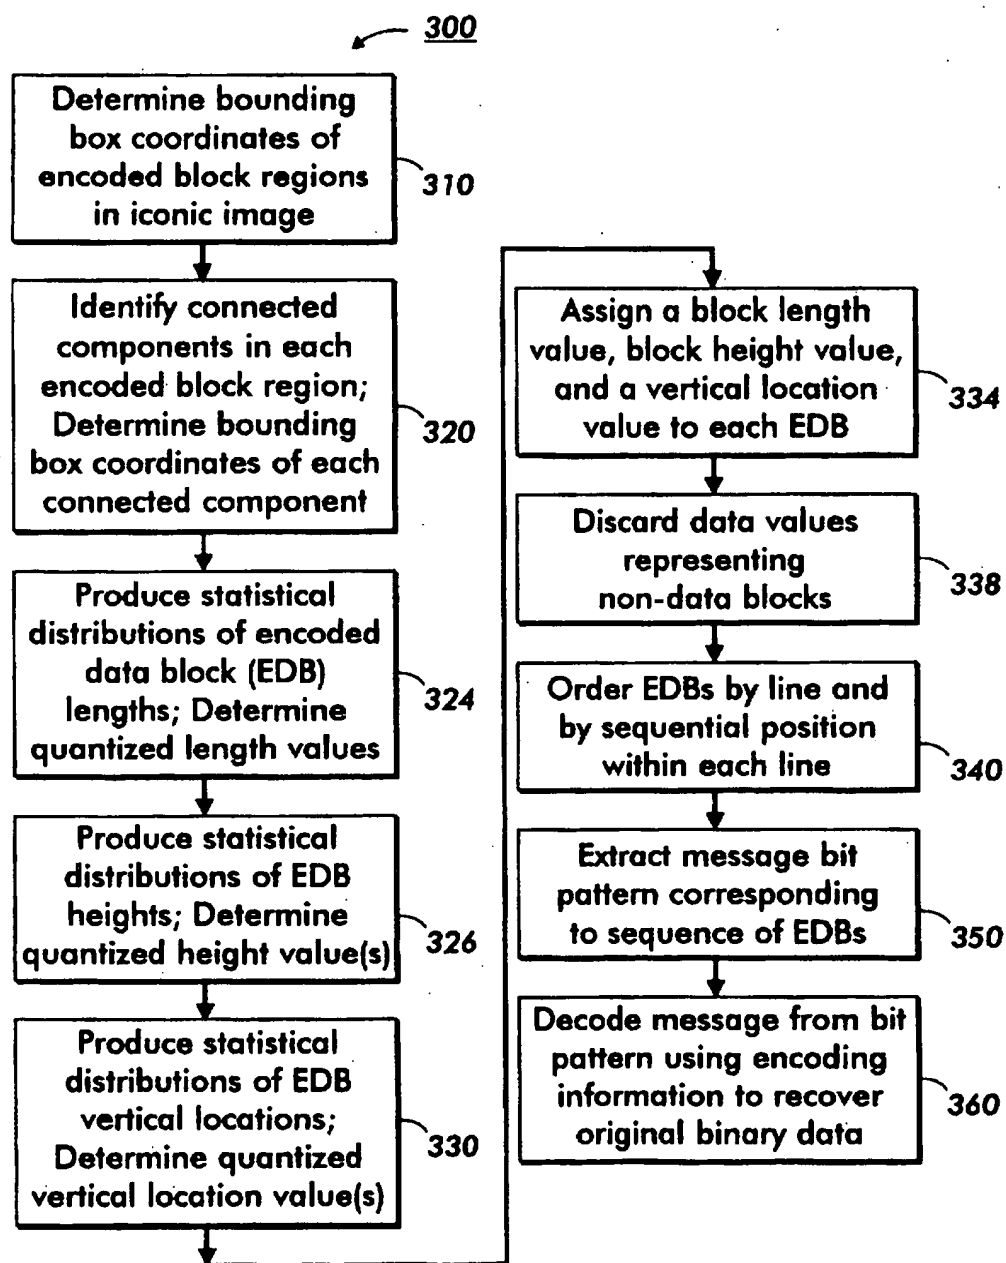 300
Determine bounding
box coordinates of
encoded block regions
in iconic image
310
Identify connected
components in each
encoded block region;
Determine bounding
box coordinates of each
connected component
320
Produce statistical
distributions of encoded
data block (EDB)
lengths; Determine
quantized length values
324
Produce statistical
distributions of EDB
heights; Determine
quantized height value(s)
326
Produce statistical
distributions of EDB
vertical locations;
Determine quantized
vertical location value(s)
330
Assign a block length
value, block height value,
and a vertical location
value to each EDB
334
Discard data values
representing
non-data blocks
338
Order EDBs by line and
by sequential position
within each line
340
Extract message bit
pattern corresponding
to sequence of EDBs
350
Decode message from bit
pattern using encoding
information to recover
original binary data
360